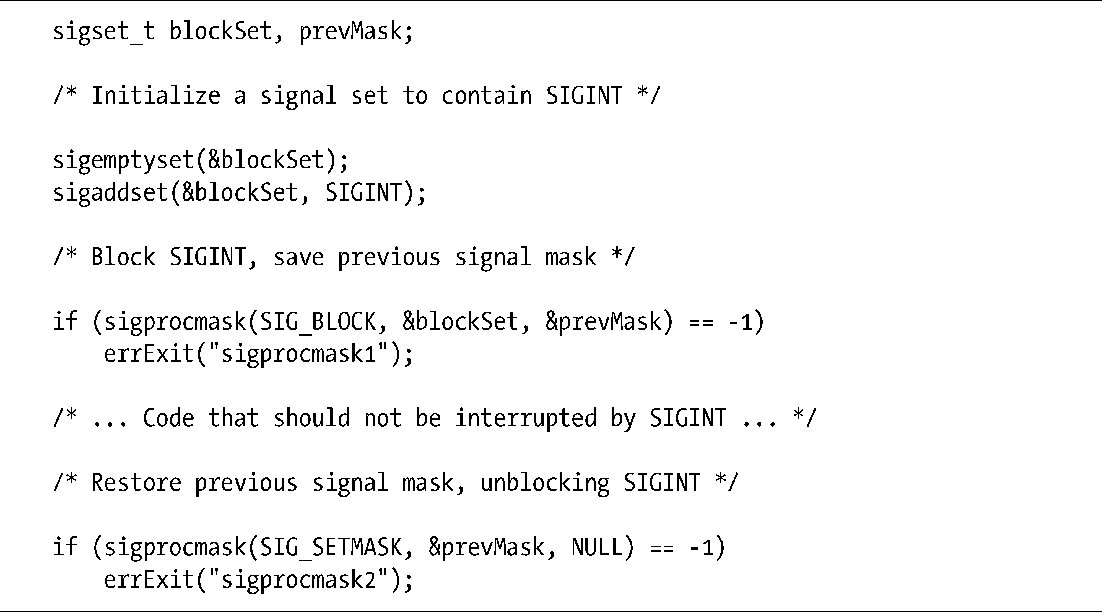 sigset_t blockSet, prevMask;
/* Initialize a signal set to contain SIGINT */
sigemptyset(&blockSet);
sigaddset(&blockSet, SIGINT);
/* Block SIGINT, save previous signal mask */
if (sigprocmask(SIG_BLOCK, &blockSet, &prevMask) == -1)
    errExit("sigprocmask1");
/* ... Code that should not be interrupted by SIGINT ... */
/* Restore previous signal mask, unblocking SIGINT */
if (sigprocmask(SIG_SETMASK, &prevMask, NULL) == -1)
    errExit("sigprocmask2");